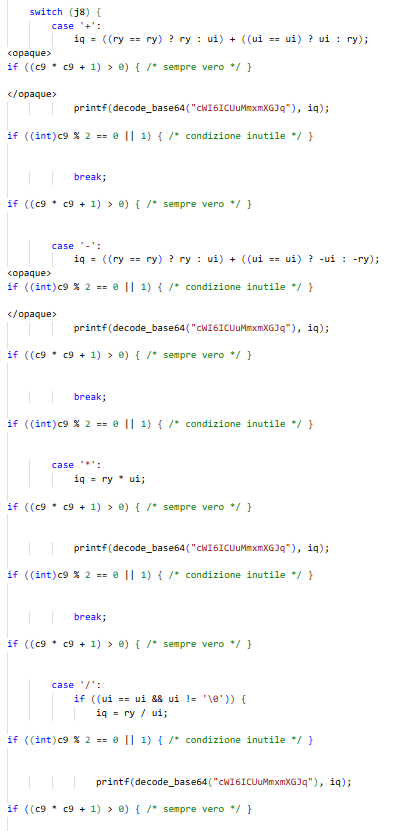 switch (j8) {
case '+':
iq = ((ry == ry) ? ry : ui) + ((ui == ui) ? ui : ry);
<opaque>
if ((c9 * c9 + 1) > 0) { /* sempre vero */ }
</opaque>
printf(decode_base64("cWI6ICUuMmxmXGJq"), iq);
if ((int)c9 % 2 == 0 || 1) { /* condizione inutile */ }
break;
if ((c9 * c9 + 1) > 0) { /* sempre vero */ }
case '-':
iq = ((ry == ry) ? ry : ui) + ((ui == ui) ? -ui : -ry);
<opaque>
if ((int)c9 % 2 == 0 || 1) { /* condizione inutile */ }
</opaque>
printf(decode_base64("cWI6ICUuMmxmXGJq"), iq);
if ((c9 * c9 + 1) > 0) { /* sempre vero */ }
break;
if ((int)c9 % 2 == 0 || 1) { /* condizione inutile */ }
case '*':
iq = ry * ui;
if ((c9 * c9 + 1) > 0) { /* sempre vero */ }
printf(decode_base64("cWI6ICUuMmxmXGJq"), iq);
if ((int)c9 % 2 == 0 || 1) { /* condizione inutile */ }
break;
if ((c9 * c9 + 1) > 0) { /* sempre vero */ }
case '/':
if ((ui == ui && ui != '\0')) {
iq = ry / ui;
if ((int)c9 % 2 == 0 || 1) { /* condizione inutile */ }
printf(decode_base64("cWI6ICUuMmxmXGJq"), iq);
if ((c9 * c9 + 1) > 0) { /* sempre vero */ }